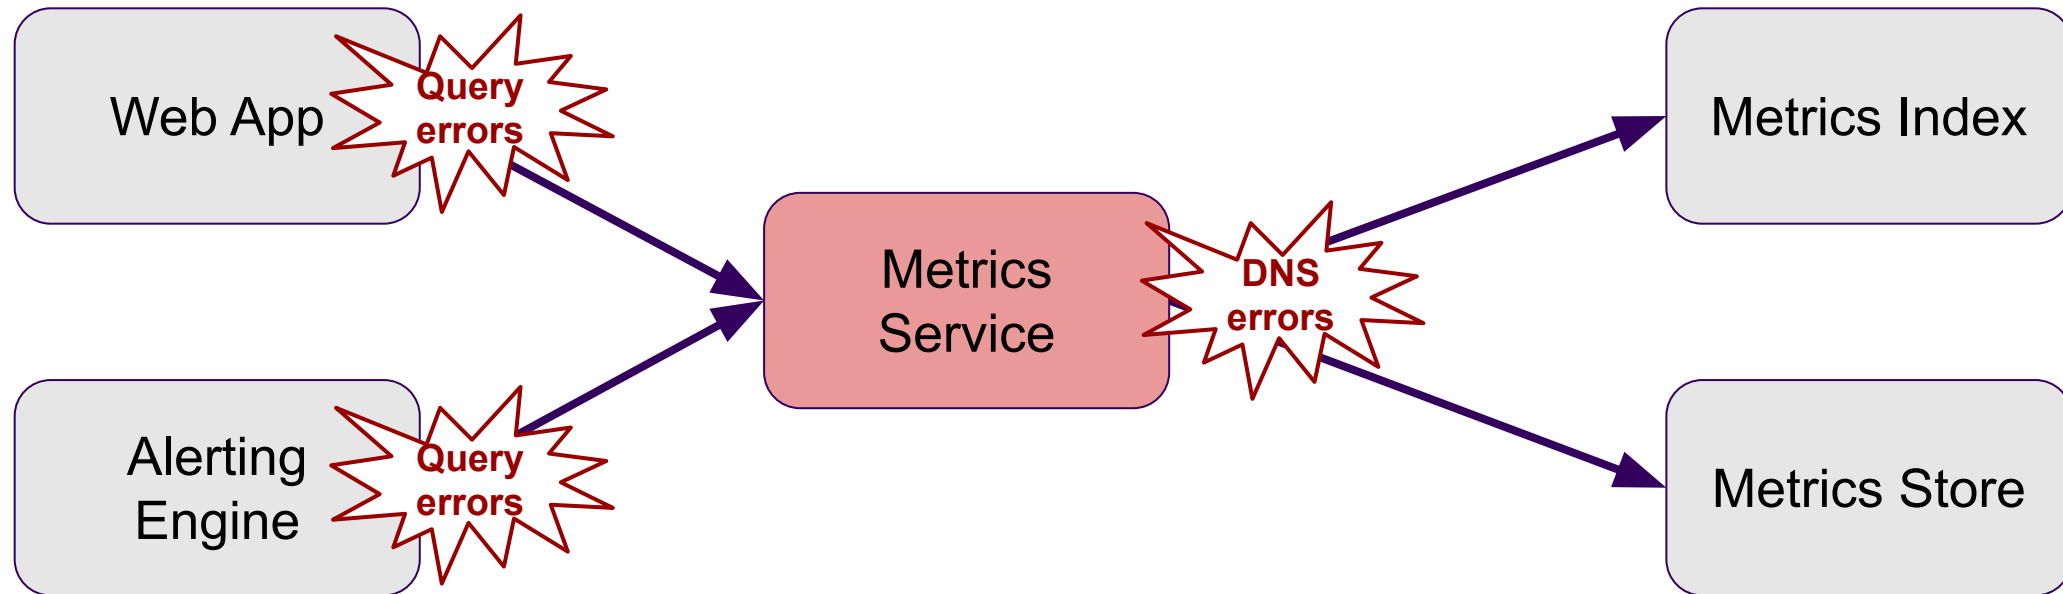 Web App
Query
errors
Metrics Index
Metrics
Service
DNS
errors
Alerting
Engine
Query
errors
Metrics Store